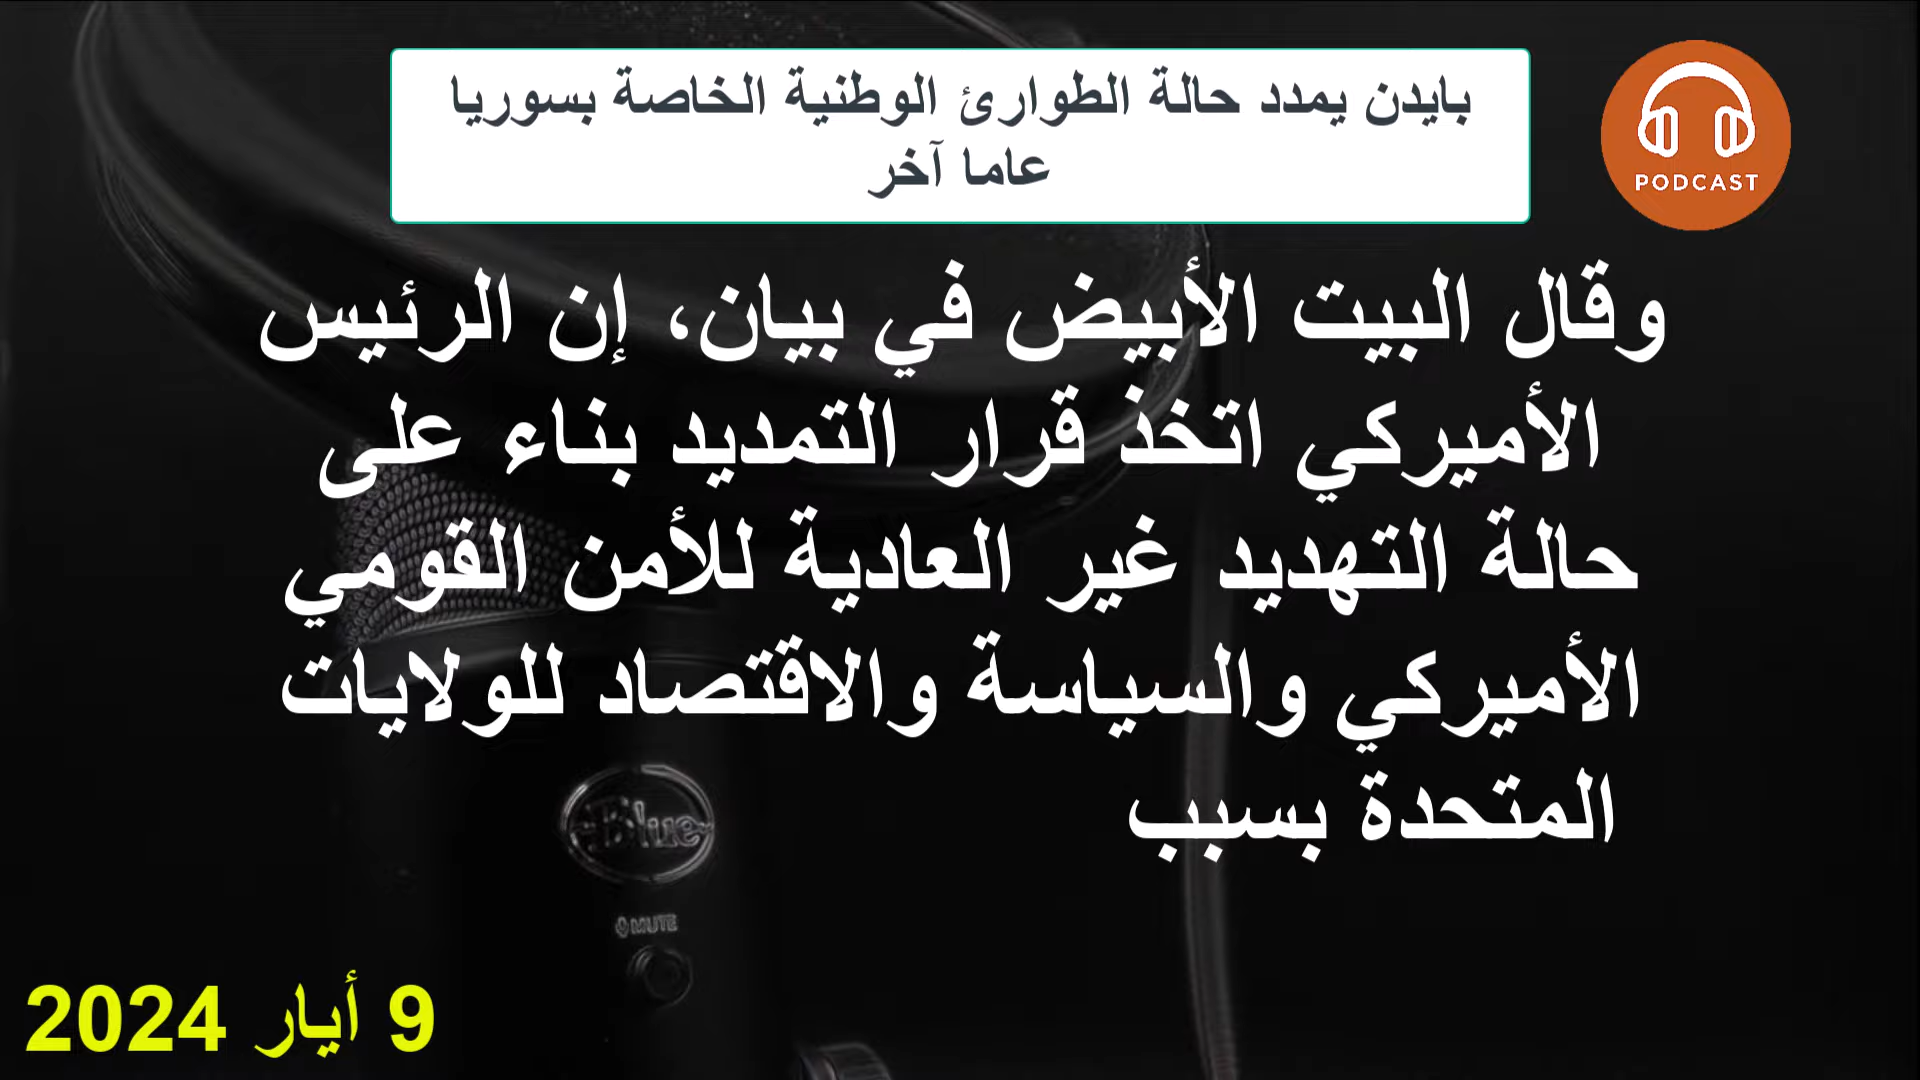 بايدن يمدد حالة الطوارئ الوطنية الخاصة بسوريا
عاما آخر
PODCAST
وقال البيت الأبيض في بيان، إن الرئيس
الأميركي اتخذ قرار التمديد بناء على
حالة التهديد غير العادية للأمن القومي
الأميركي والسياسة والاقتصاد للولايات
المتحدة بسبب
Blue
MUTE
9 أيار 2024